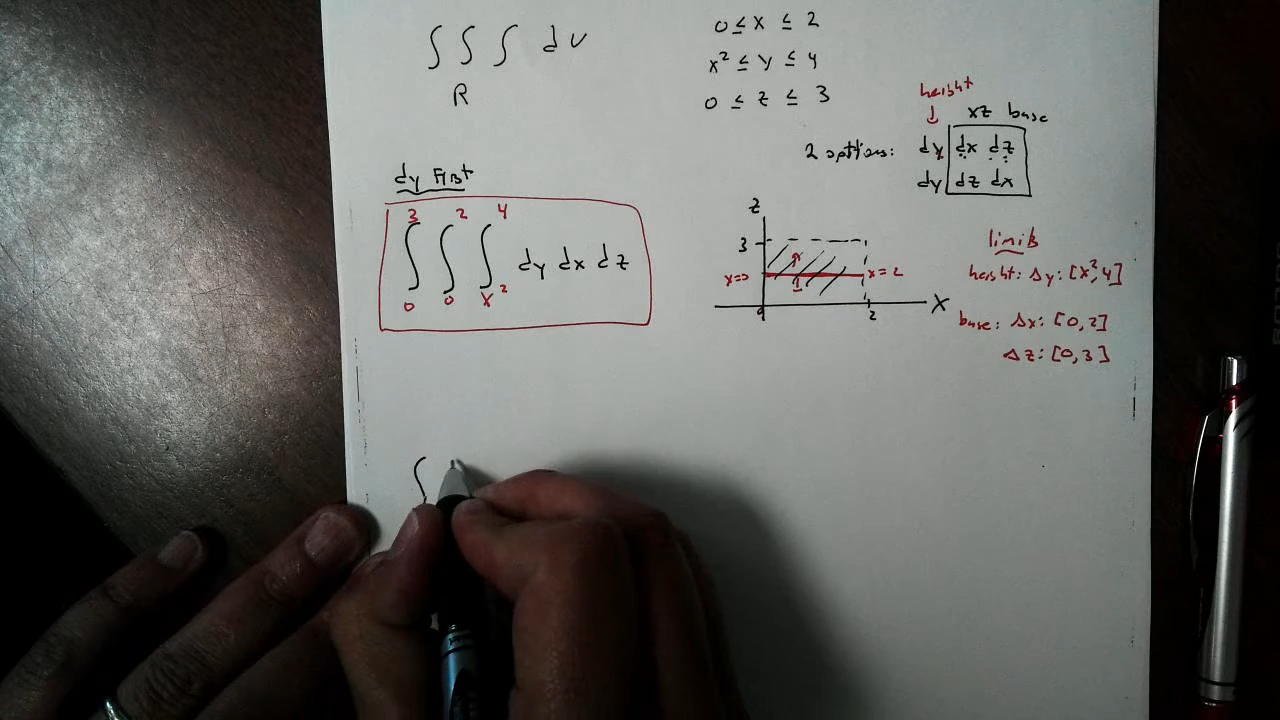 ∫ ∫ ∫ dv
R
0 ≤ x ≤ 2
x² ≤ y ≤ 4
0 ≤ z ≤ 3
height
↓ xz base
2 options: dy dx dz
dy dz dx
dy First
3 2 4
∫ ∫ ∫ dy dx dz
0 0 x²
z
3
x=0 x=2
1
0 2 x
limits
height: Δy: [x²,4]
base: Δx: [0,2]
Δz: [0,3]
∫